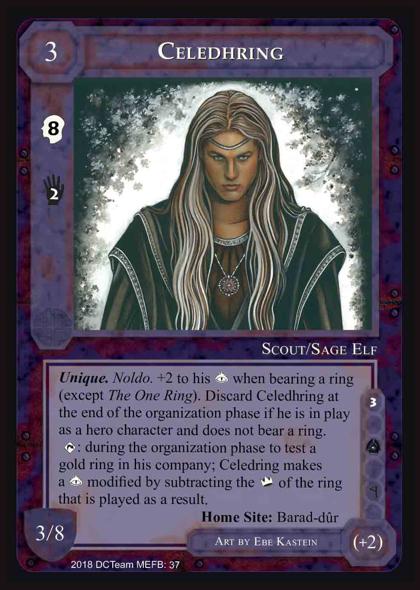 3
CELEDHRING
8
2
SCOUT/SAGE ELF
Unique. Noldo. +2 to his when bearing a ring
(except The One Ring). Discard Celedhring at
the end of the organization phase if he is in play
as a hero character and does not bear a ring.
: during the organization phase to test a
gold ring in his company; Celedring makes
a modified by subtracting the of the ring
that is played as a result.
Home Site: Barad-dûr
3
3/8
ART BY EBE KASTEIN
(+2)
2018 DCTeam MEFB: 37